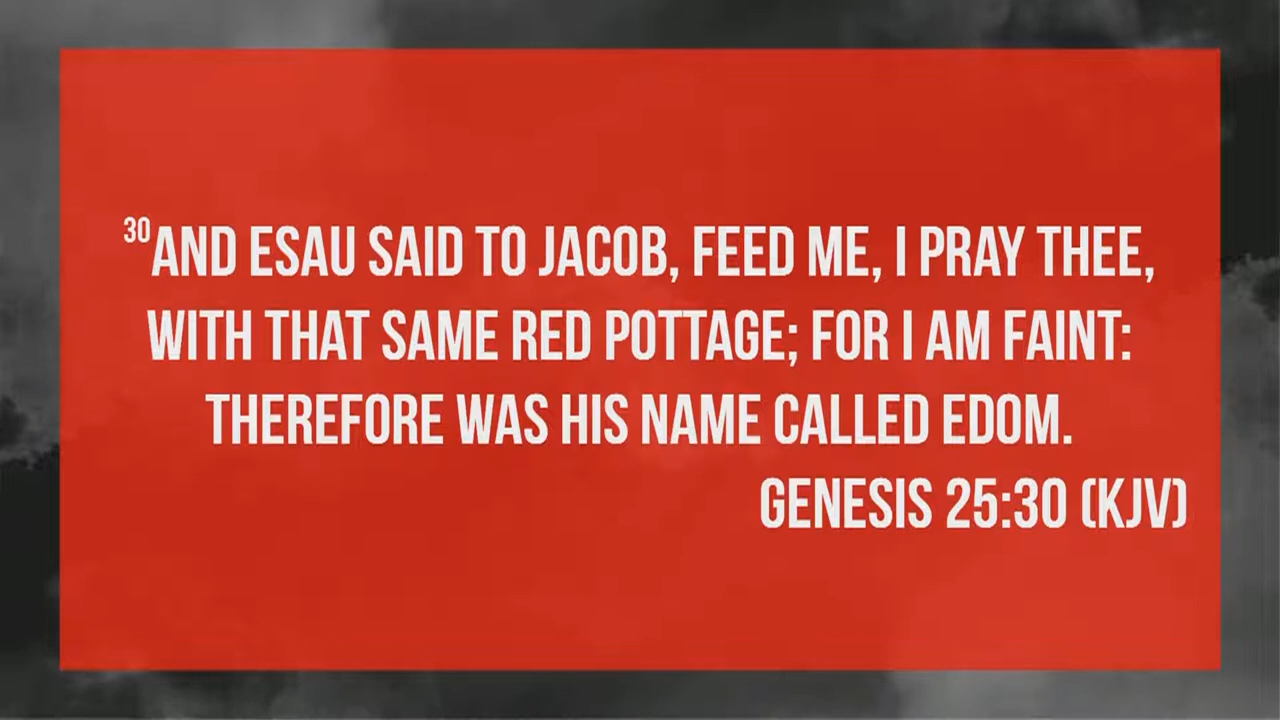 30AND ESAU SAID TO JACOB, FEED ME, I PRAY THEE,
WITH THAT SAME RED POTTAGE; FOR I AM FAINT:
THEREFORE WAS HIS NAME CALLED EDOM.
GENESIS 25:30 (KJV)